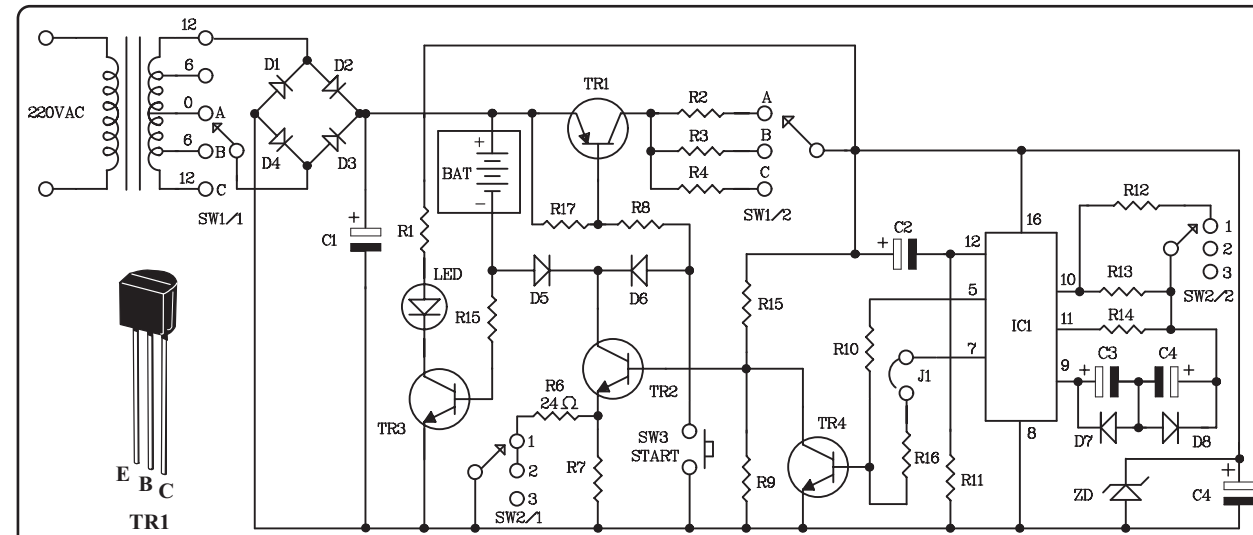 12
6
0
A
6
B
12
C
220VAC
SW1/1
D1
D2
D4
D3
+
C1
R1
LED
TR3
+
BAT
-
R15
D5
D6
R17
R8
TR1
R2
R3
R4
A
B
C
SW1/2
TR2
R6
24Ω
1
2
3
SW2/1
R7
SW3
START
R15
R9
TR4
R10
J1
R16
R11
+
C2
12
16
5
7
IC1
10
11
9
8
R12
R13
R14
1
2
3
SW2/2
+
C3
C4
+
D7
D8
ZD
+
C4
E
B
C
TR1